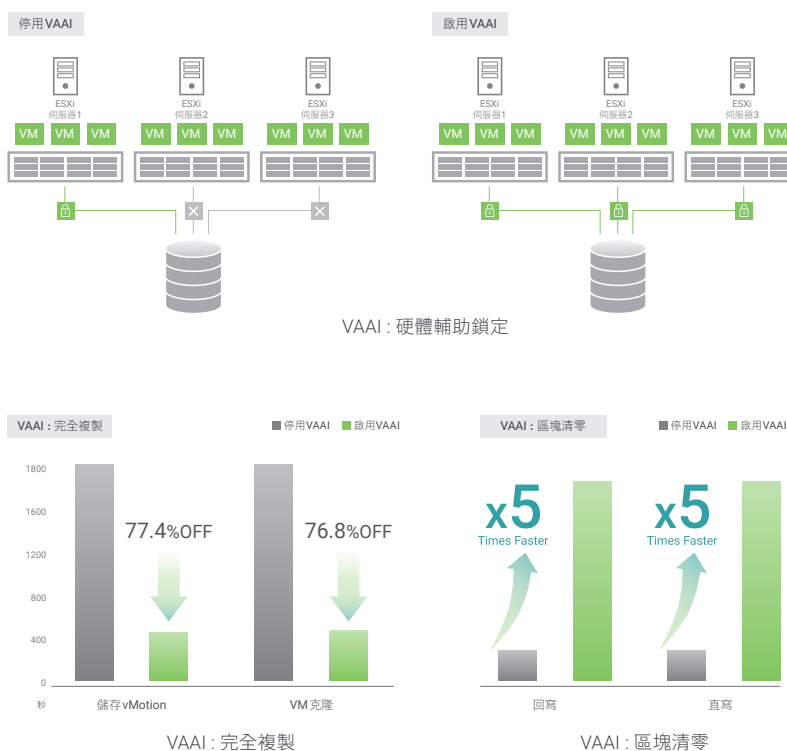 停用VAAI
啟用VAAI
ESXi
伺服器1
ESXi
伺服器2
ESXi
伺服器3
ESXi
伺服器1
ESXi
伺服器2
ESXi
伺服器3
VM VM VM VM VM VM VM VM VM
VM VM VM VM VM VM VM VM VM
VAAI : 硬體輔助鎖定
VAAI : 完全複製
停用VAAI 啟用VAAI
1800
1600
1200
800
400
0
秒
77.4%OFF
76.8%OFF
儲存vMotion
VM克隆
VAAI : 完全複製
VAAI : 區塊清零
停用VAAI 啟用VAAI
x5
Times Faster
x5
Times Faster
回寫
直寫
VAAI : 區塊清零